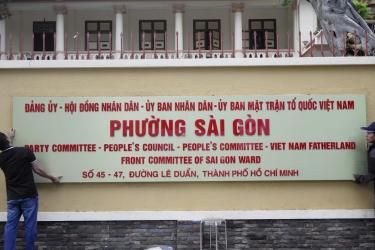 ĐẢNG ỦY - HỘI ĐỒNG NHÂN DÂN - ỦY BAN NHÂN DÂN - ỦY BAN MẶT TRẬN TỔ QUỐC VIỆT NAM
PHƯỜNG SÀI GÒN
PARTY COMMITTEE - PEOPLE'S COUNCIL - PEOPLE'S COMMITTEE - VIET NAM FATHERLAND
FRONT COMMITTEE OF SAI GON WARD
SỐ 45 - 47, ĐƯỜNG LÊ DUẨN, THÀNH PHỐ HỒ CHÍ MINH